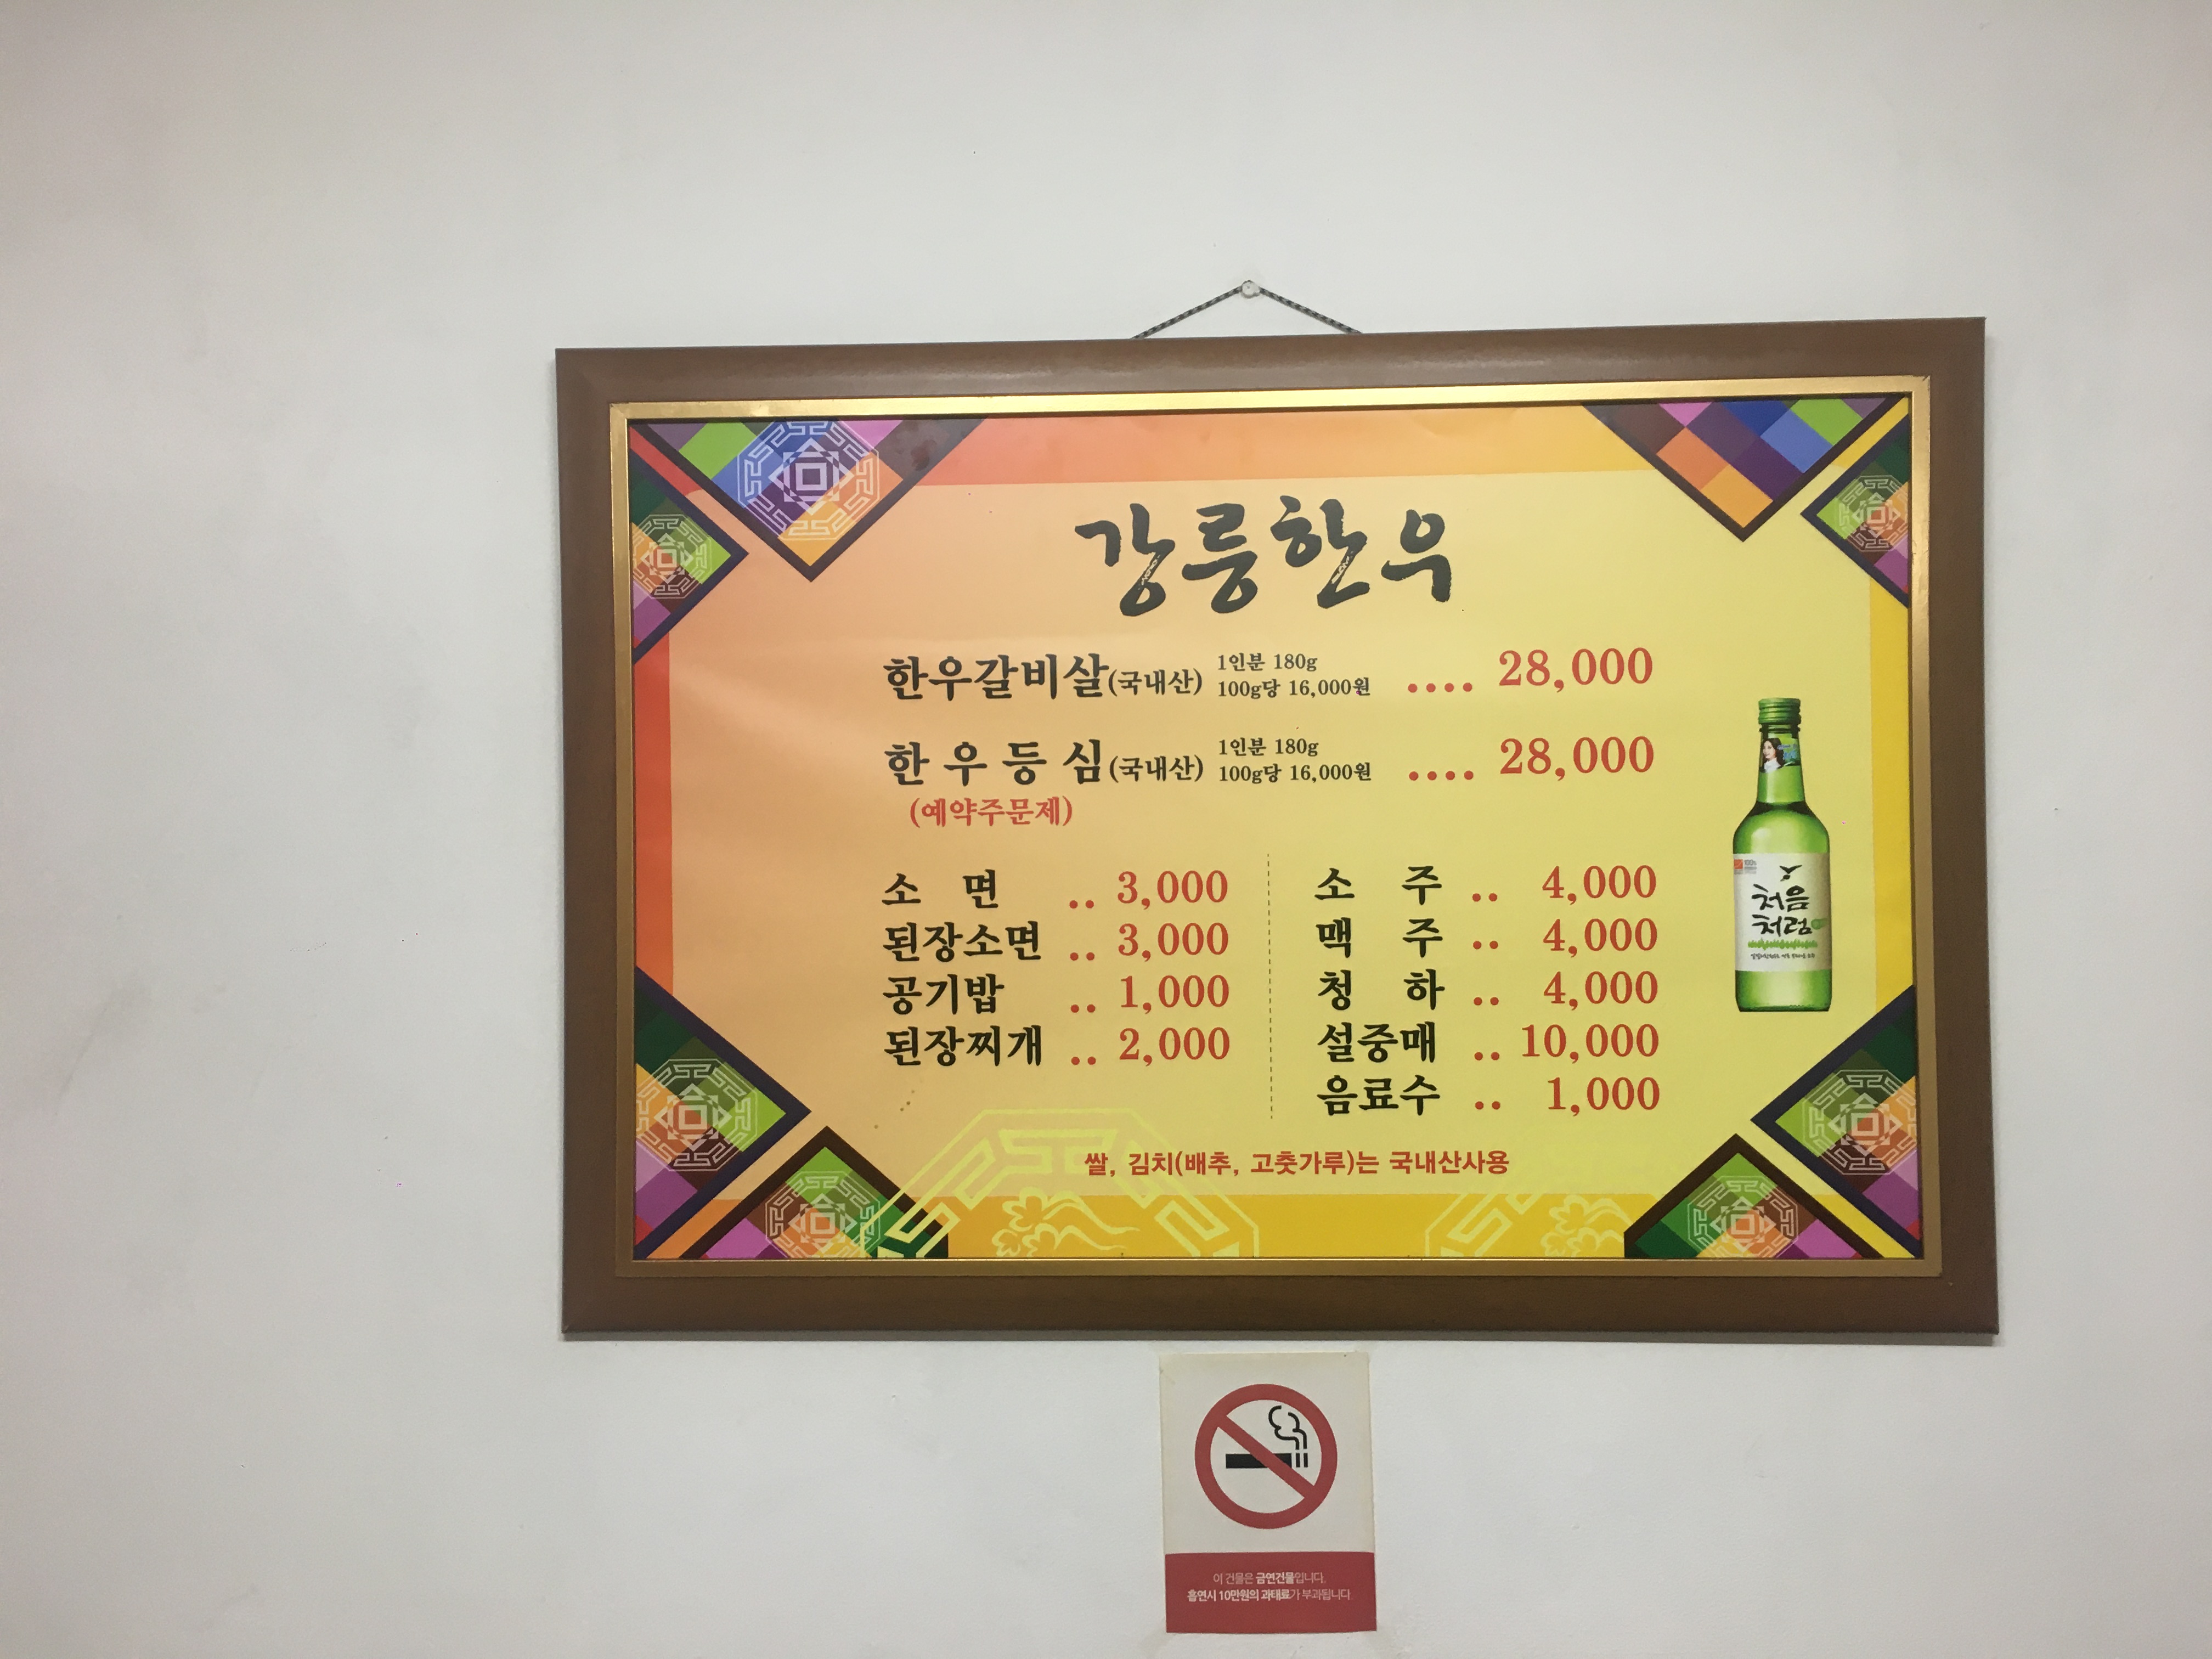 강릉한우
한우갈비살(국내산) 1인분 180g 100g당 16,000원 .... 28,000
한우등심(국내산) 1인분 180g 100g당 16,000원 .... 28,000
(예약주문제)
소 면 .. 3,000
된장소면 .. 3,000
공기밥 .. 1,000
된장찌개 .. 2,000
소 주 .. 4,000
맥 주 .. 4,000
청 하 .. 4,000
설중매 .. 10,000
음료수 .. 1,000
처음
처럼
쌀, 김치(배추, 고춧가루)는 국내산사용
이 건물은 금연건물입니다.
흡연시 10만원의 과태료가 부과됩니다.